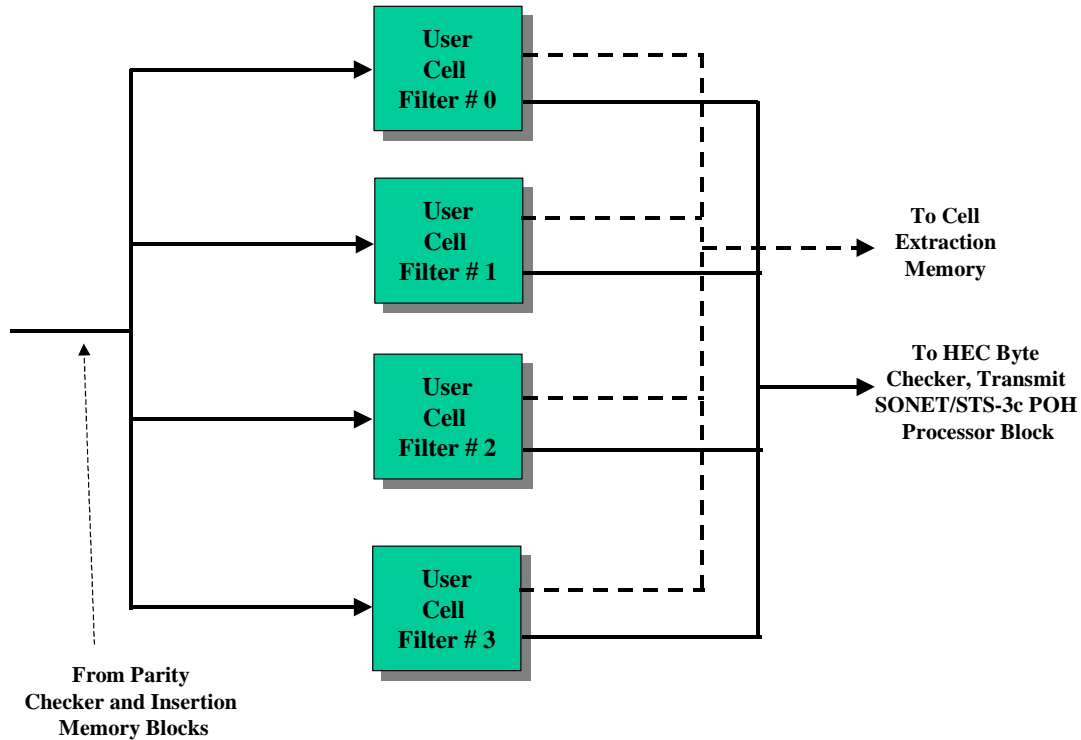 User
Cell
Filter # 0
User
Cell
Filter # 1
To Cell
Extraction
Memory
To HEC Byte
Checker, Transmit
SONET/STS-3c POH
Processor Block
User
Cell
Filter # 2
User
Cell
Filter # 3
From Parity
Checker and Insertion
Memory Blocks